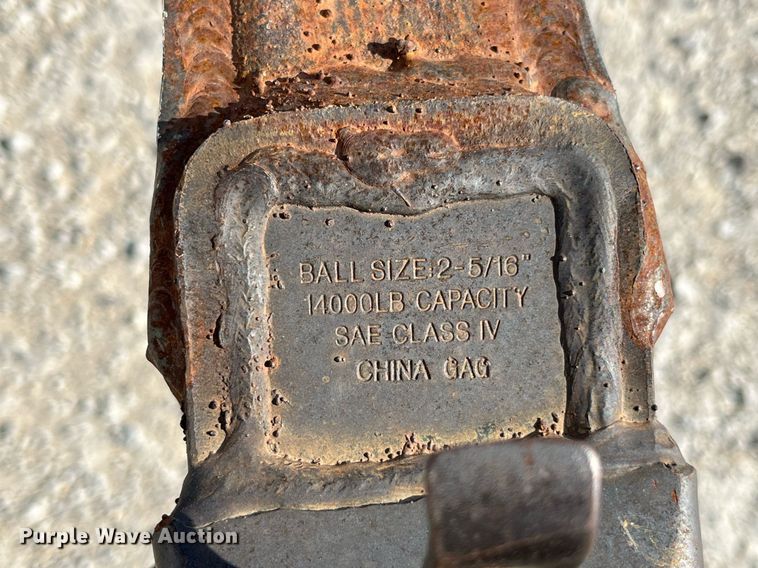 BALL SIZE:2-5/16"
14000LB CAPACITY
SAE CLASS IV
CHINA GAG
Purple Wave Auction®